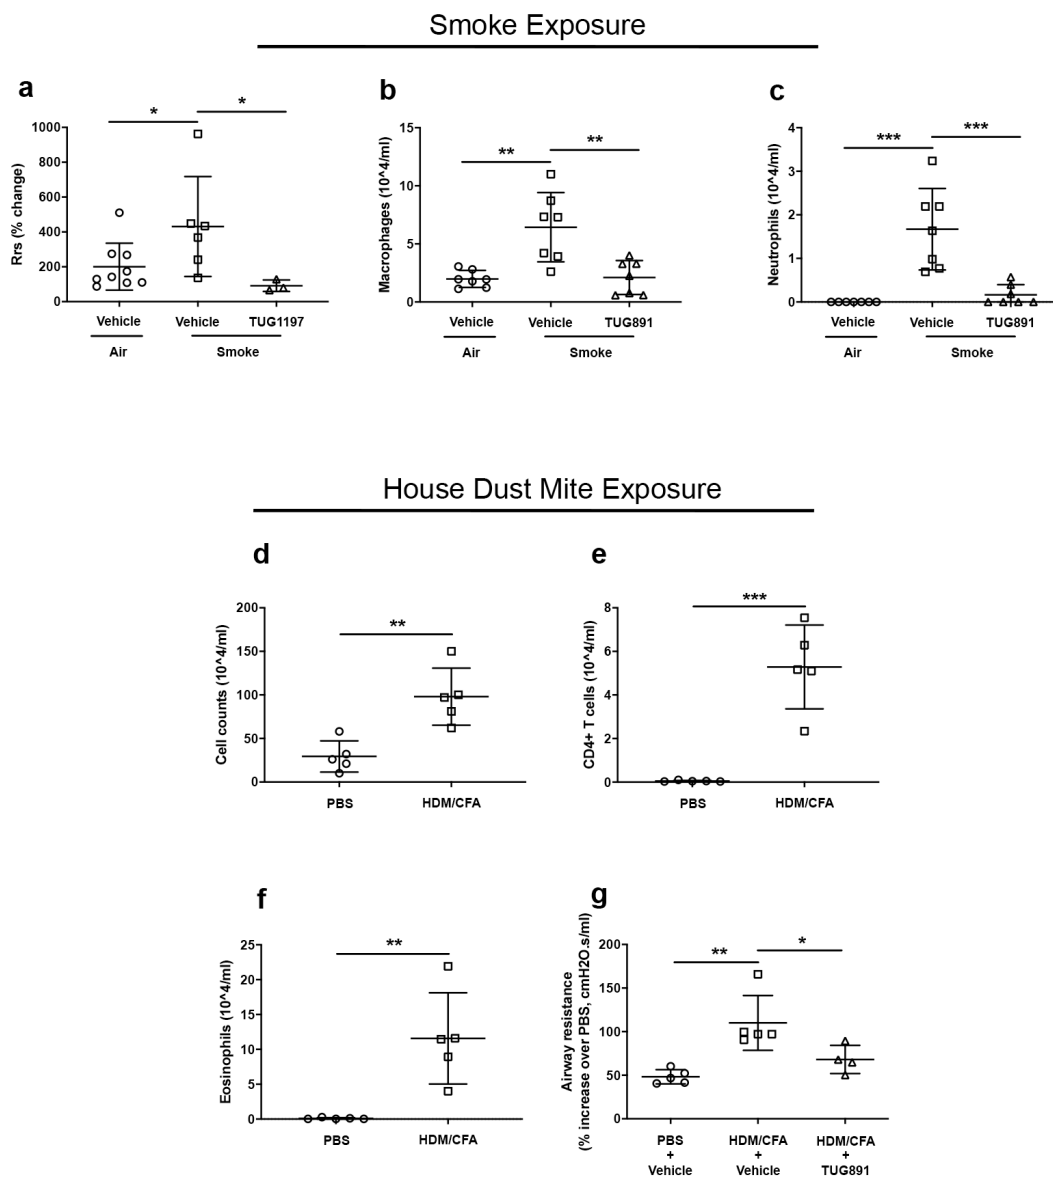 Smoke Exposure
a
*
*
1000
800
600
400
200
0
Rrs (% change)
Vehicle
Vehicle
TUG1197
Air
Smoke
b
**
**
15
10
5
0
Macrophages (10^4/ml)
Vehicle
Vehicle
TUG891
Air
Smoke
c
***
***
4
3
2
1
0
Neutrophils (10^4/ml)
Vehicle
Vehicle
TUG891
Air
Smoke
House Dust Mite Exposure
d
**
200
150
100
50
0
Cell counts (10^4/ml)
PBS
HDM/CFA
e
***
8
6
4
2
0
CD4+ T cells (10^4/ml)
PBS
HDM/CFA
f
**
25
20
15
10
5
0
Eosinophils (10^4/ml)
PBS
HDM/CFA
g
**
*
200
150
100
50
0
Airway resistance
(% increase over PBS, cmH2O.s/ml)
PBS
+
Vehicle
HDM/CFA
+
Vehicle
HDM/CFA
+
TUG891